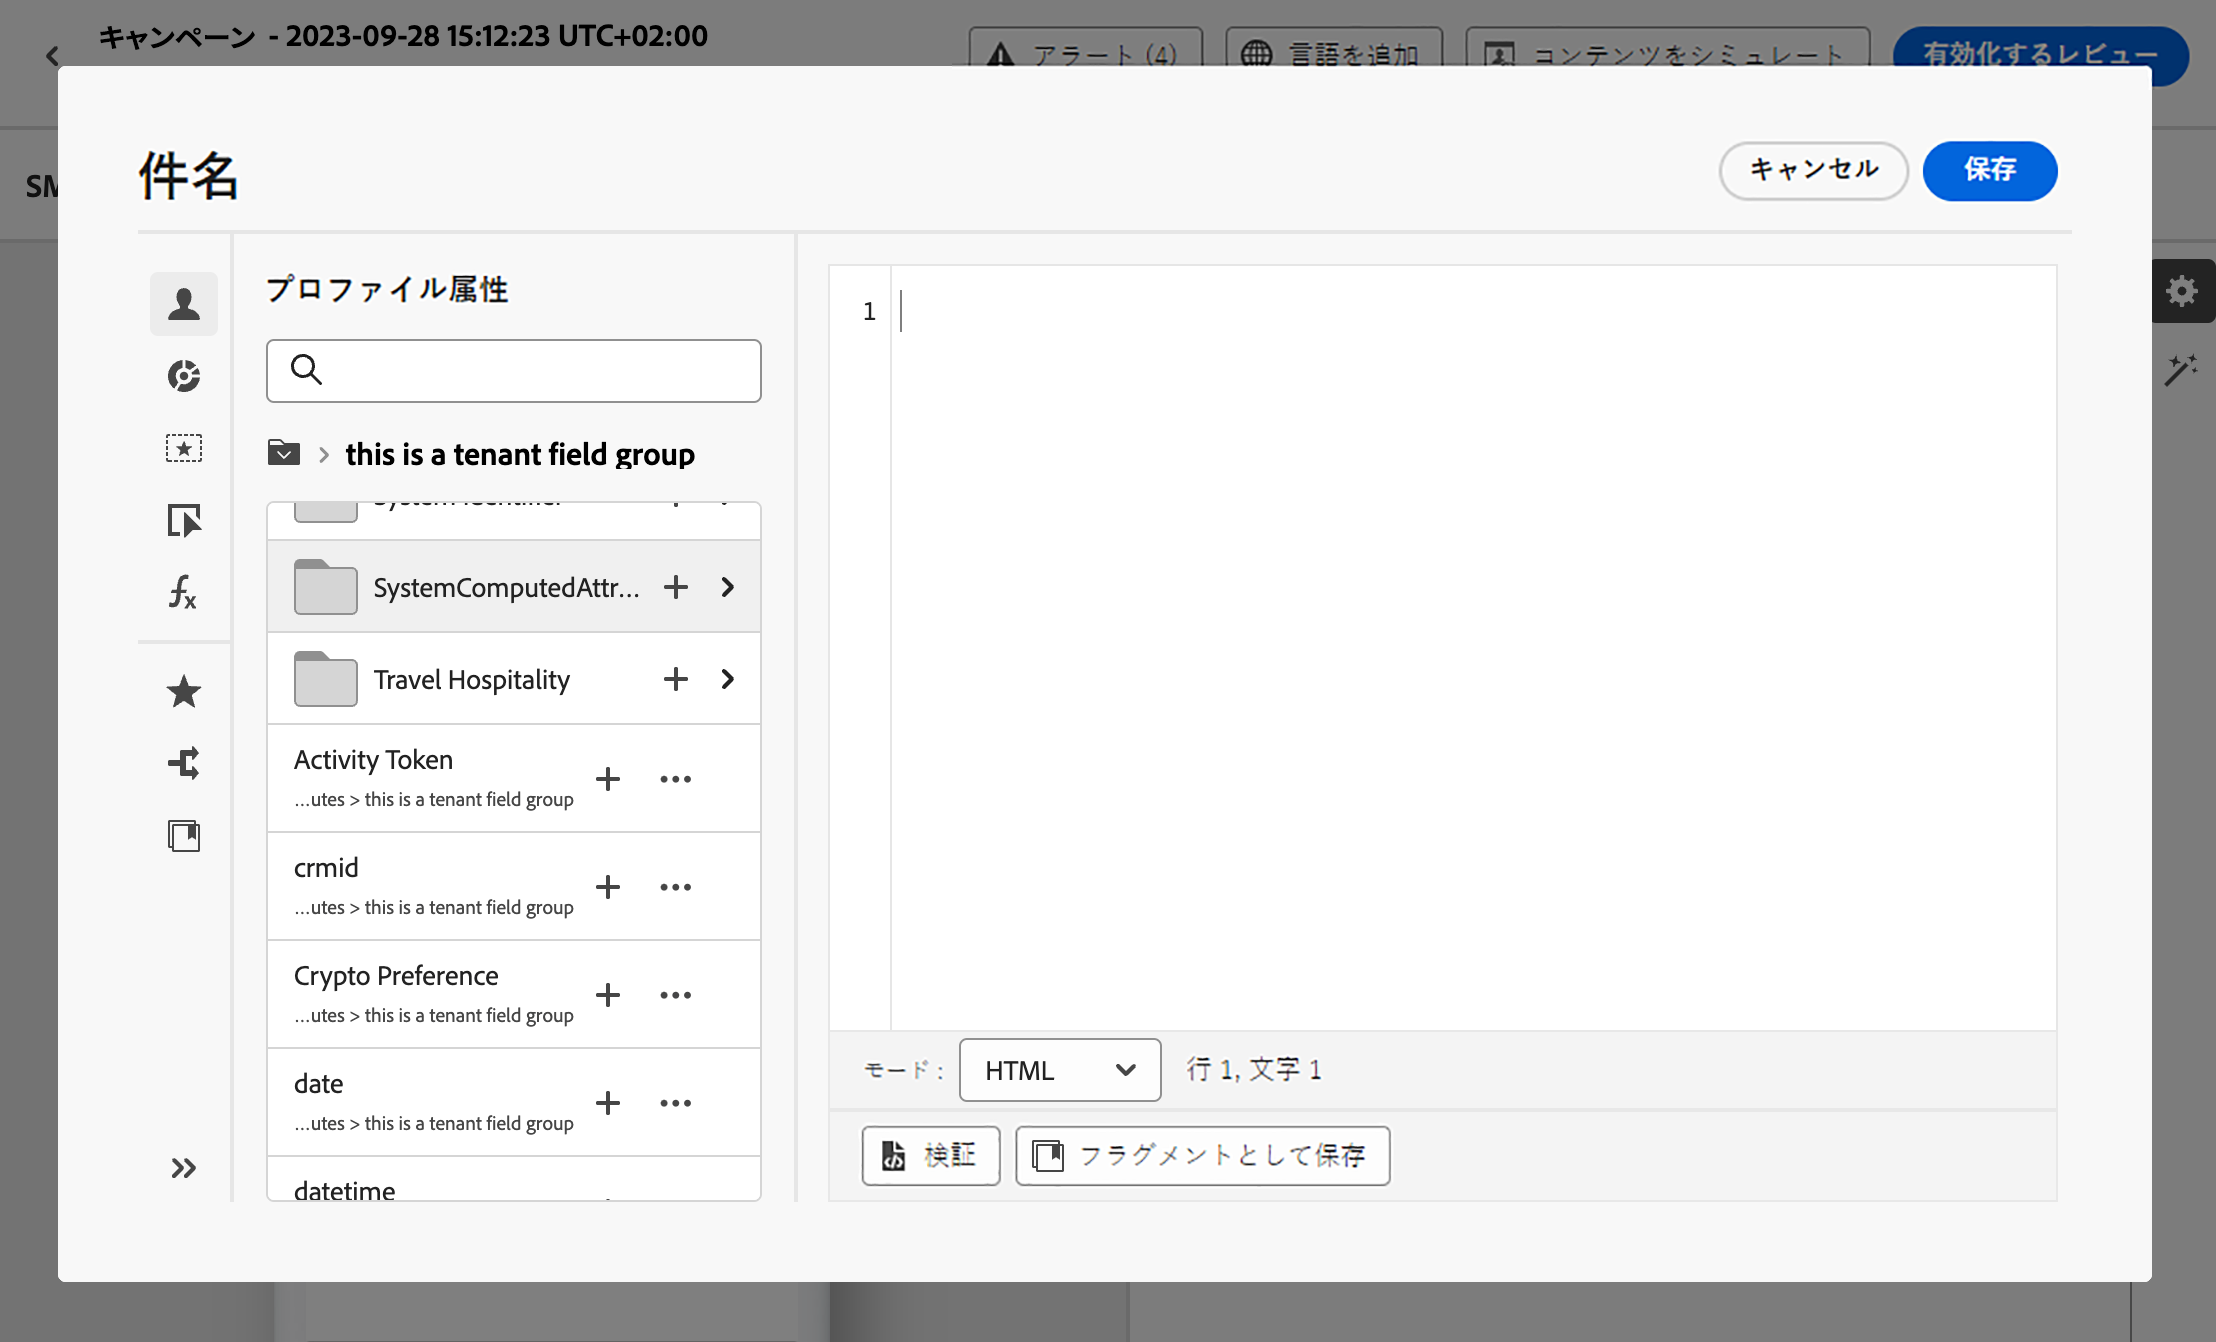 キャンペーン - 2023-09-28 15:12:23 UTC+02:00
アラート (4)
言語を追加
コンテンツをシミュレート
有効化するレビュー
SM
件名
キャンセル
保存
プロファイル属性
this is a tenant field group
SystemComputedAttr...
Travel Hospitality
Activity Token
...utes > this is a tenant field group
crmid
...utes > this is a tenant field group
Crypto Preference
...utes > this is a tenant field group
date
...utes > this is a tenant field group
datetime
1
モード :
HTML
行 1, 文字 1
検証
フラグメントとして保存